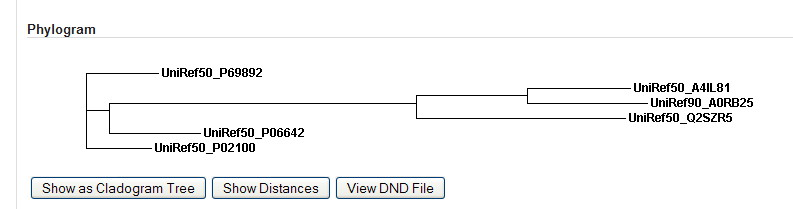 Phylogram
UniRef50_P69892
UniRef50_A4IL81
UniRef90_A0RB25
UniRef50_Q2SZR5
UniRef50_P06642
UniRef50_P02100
Show as Cladogram Tree Show Distances View DND File